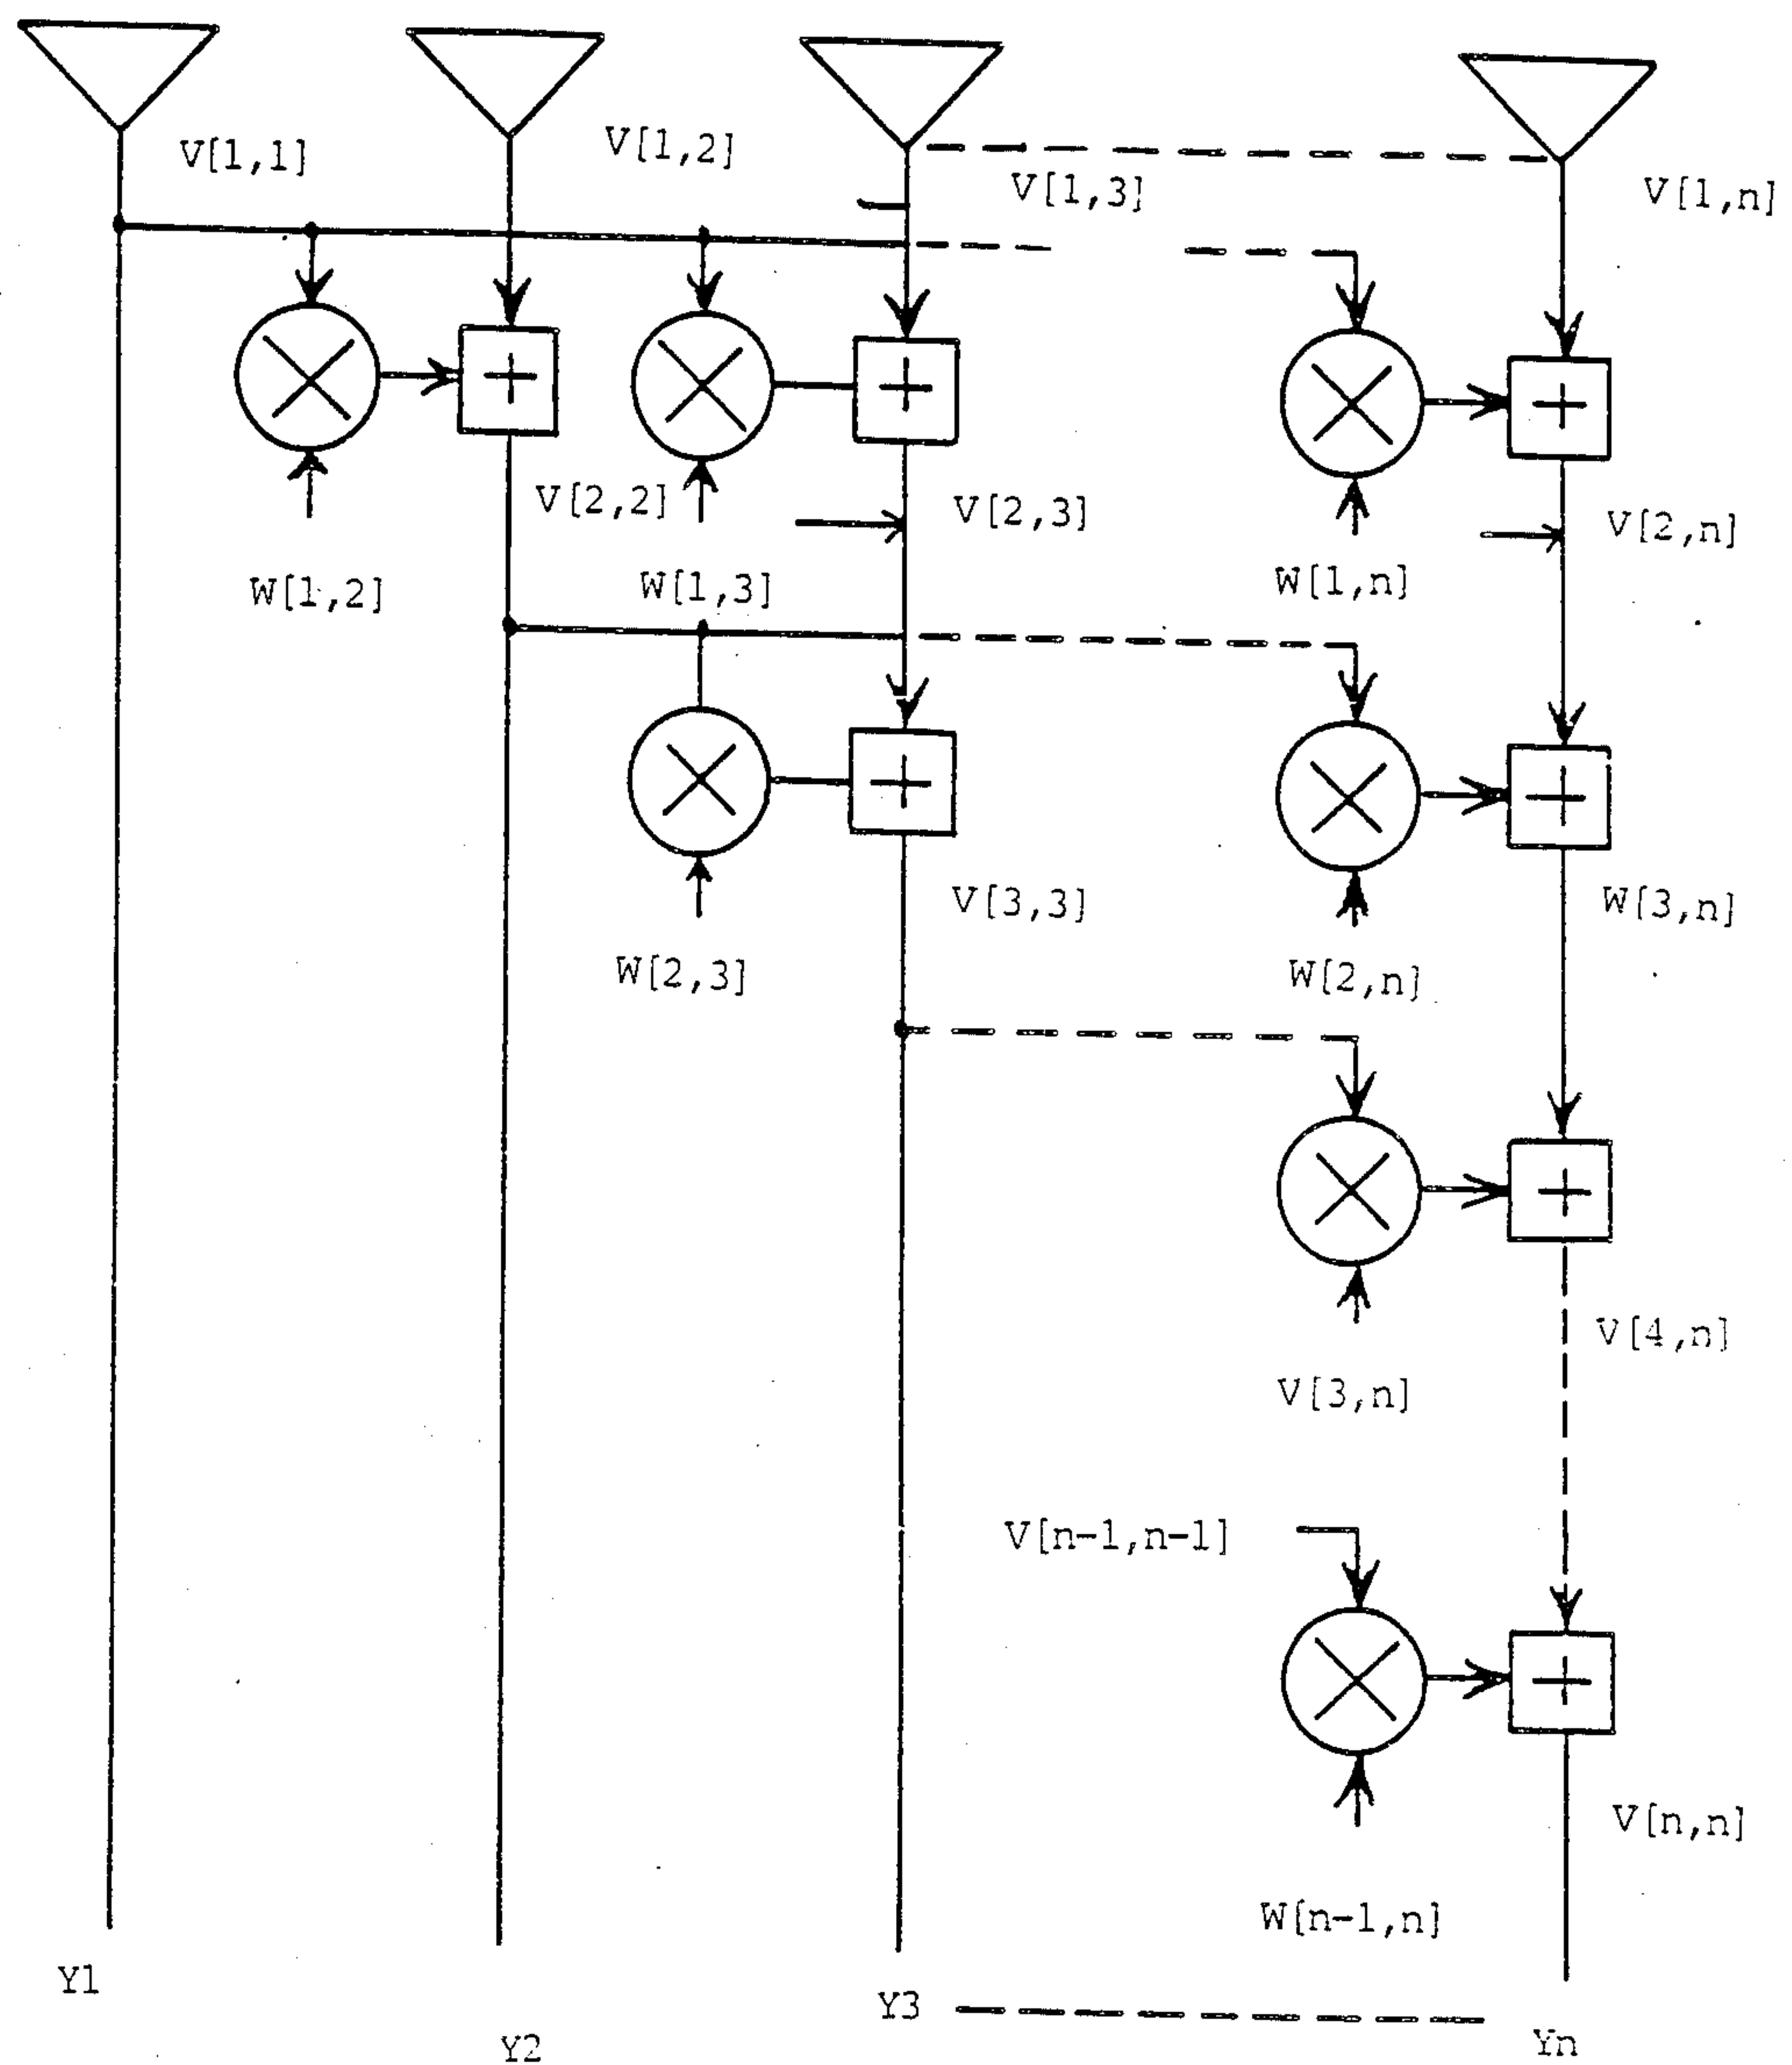 V[1,1]
V[1,2]
V[1,3]
V[1,n]
V[2,2]
V[2,3]
V[2,n]
W[1,2]
W[1,3]
W[1,n]
V[3,3]
W[3,n]
W[2,3]
W[2,n]
V[4,n]
V[3,n]
V[n-1,n-1]
V[n,n]
W[n-1,n]
Y1
Y2
Y3
Yn